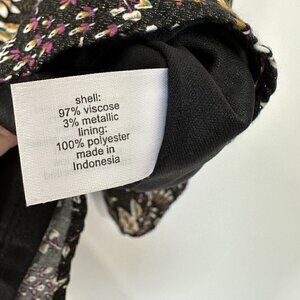 shell:
97% viscose
3% metallic
lining:
100% polyester
made in
Indonesia